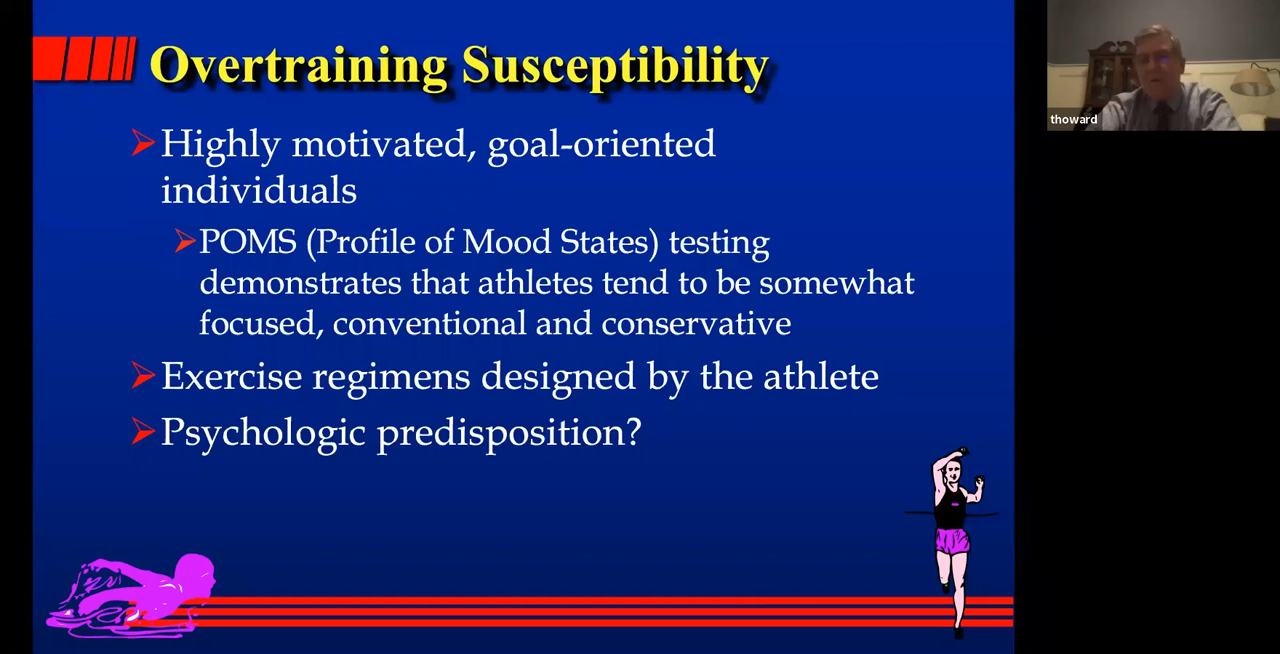 Overtraining Susceptibility
Highly motivated, goal-oriented
individuals
POMS (Profile of Mood States) testing
demonstrates that athletes tend to be somewhat
focused, conventional and conservative
Exercise regimens designed by the athlete
Psychologic predisposition?
thoward